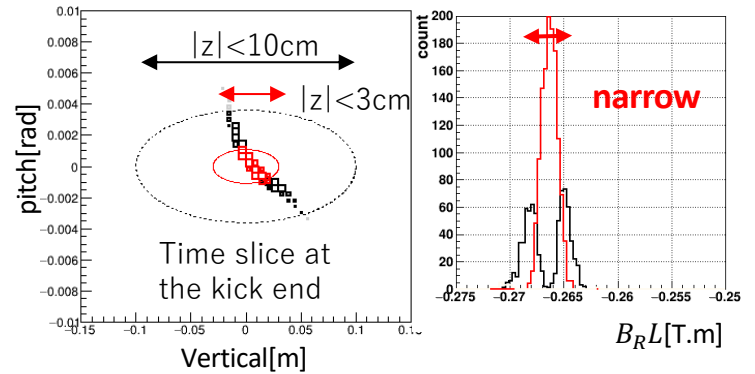 0.01
0.008
0.006
0.004
0.002
0
−0.002
−0.004
−0.006
−0.008
−0.01
pitch[rad]
|z|<10cm
|z|<3cm
Time slice at
the kick end
−0.15 −0.1 −0.05 0 0.05 0.1 0.1
Vertical[m]
count
200
180
160
140
120
100
80
60
40
20
0
narrow
−0.275 −0.27 −0.265 −0.26 −0.255 −0.25
B_R L[T.m]